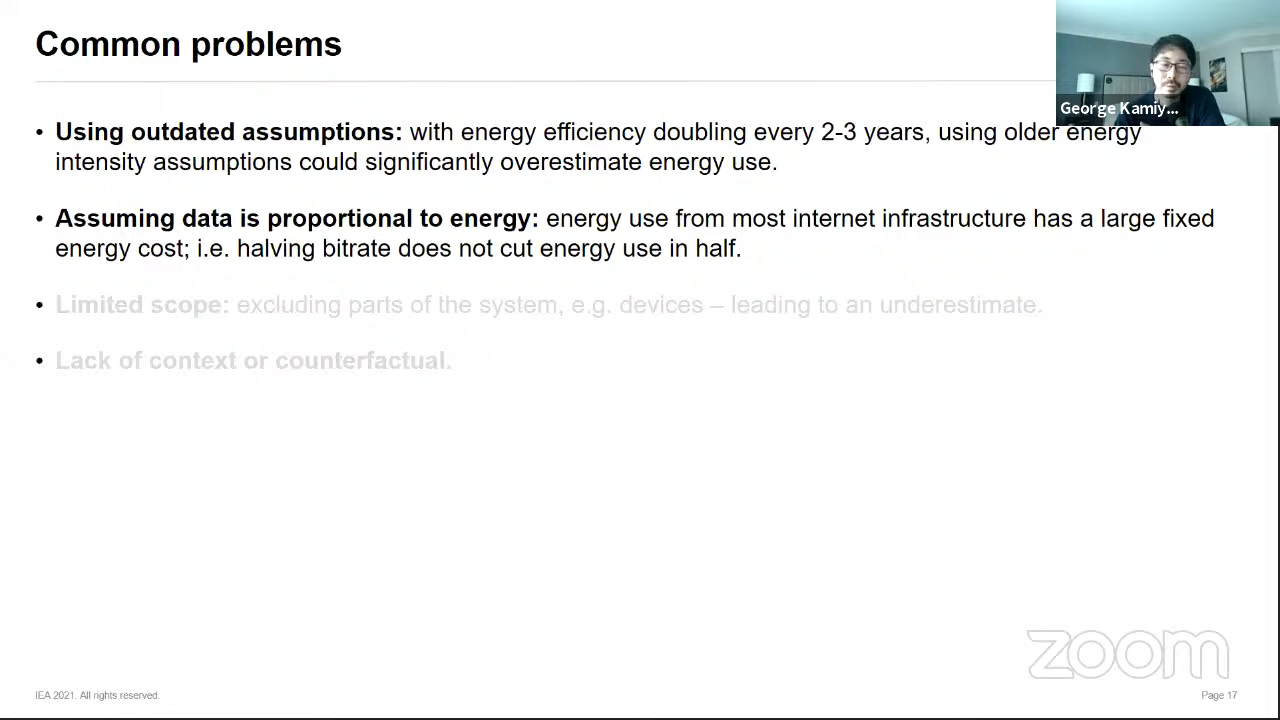 Common problems
George Kamiy...
• Using outdated assumptions: with energy efficiency doubling every 2-3 years, using older energy
intensity assumptions could significantly overestimate energy use.
• Assuming data is proportional to energy: energy use from most internet infrastructure has a large fixed
energy cost; i.e. halving bitrate does not cut energy use in half.
• Limited scope: excluding parts of the system, e.g. devices – leading to an underestimate.
• Lack of context or counterfactual.
zoom
IEA 2021. All rights reserved.
Page 17